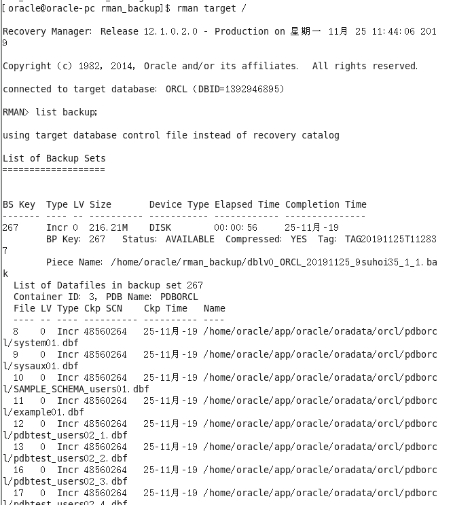 [oracle@oracle-pc rman_backup]$ rman target /
Recovery Manager: Release 12.1.0.2.0 - Production on 星期一 11月 25 11:44:06 201
9
Copyright (c) 1982, 2014, Oracle and/or its affiliates.  All rights reserved.
connected to target database: ORCL (DBID=1392946895)
RMAN> list backup;
using target database control file instead of recovery catalog
List of Backup Sets
===================
BS Key  Type LV Size       Device Type Elapsed Time Completion Time
------- ---- -- ---------- ----------- ------------ ---------------
267     Incr 0  216.21M    DISK        00:00:56     25-11月-19
        BP Key: 267   Status: AVAILABLE  Compressed: YES  Tag: TAG20191125T11283
7
        Piece Name: /home/oracle/rman_backup/dblv0_ORCL_20191125_9suhoi35_1_1.ba
k
  List of Datafiles in backup set 267
  Container ID: 3, PDB Name: PDBORCL
  File LV Type Ckp SCN    Ckp Time   Name
  ---- -- ---- ---------- ---------- ----
  8    0  Incr 48560264   25-11月-19 /home/oracle/app/oracle/oradata/orcl/pdborc
l/system01.dbf
  9    0  Incr 48560264   25-11月-19 /home/oracle/app/oracle/oradata/orcl/pdborc
l/sysaux01.dbf
  10   0  Incr 48560264   25-11月-19 /home/oracle/app/oracle/oradata/orcl/pdborc
l/SAMPLE_SCHEMA_users01.dbf
  11   0  Incr 48560264   25-11月-19 /home/oracle/app/oracle/oradata/orcl/pdborc
l/example01.dbf
  12   0  Incr 48560264   25-11月-19 /home/oracle/app/oracle/oradata/orcl/pdborc
l/pdbtest_users02_1.dbf
  13   0  Incr 48560264   25-11月-19 /home/oracle/app/oracle/oradata/orcl/pdborc
l/pdbtest_users02_2.dbf
  16   0  Incr 48560264   25-11月-19 /home/oracle/app/oracle/oradata/orcl/pdborc
l/pdbtest_users02_3.dbf
  17   0  Incr 48560264   25-11月-19 /home/oracle/app/oracle/oradata/orcl/pdborc
l/pdbtest_users02_4.dbf